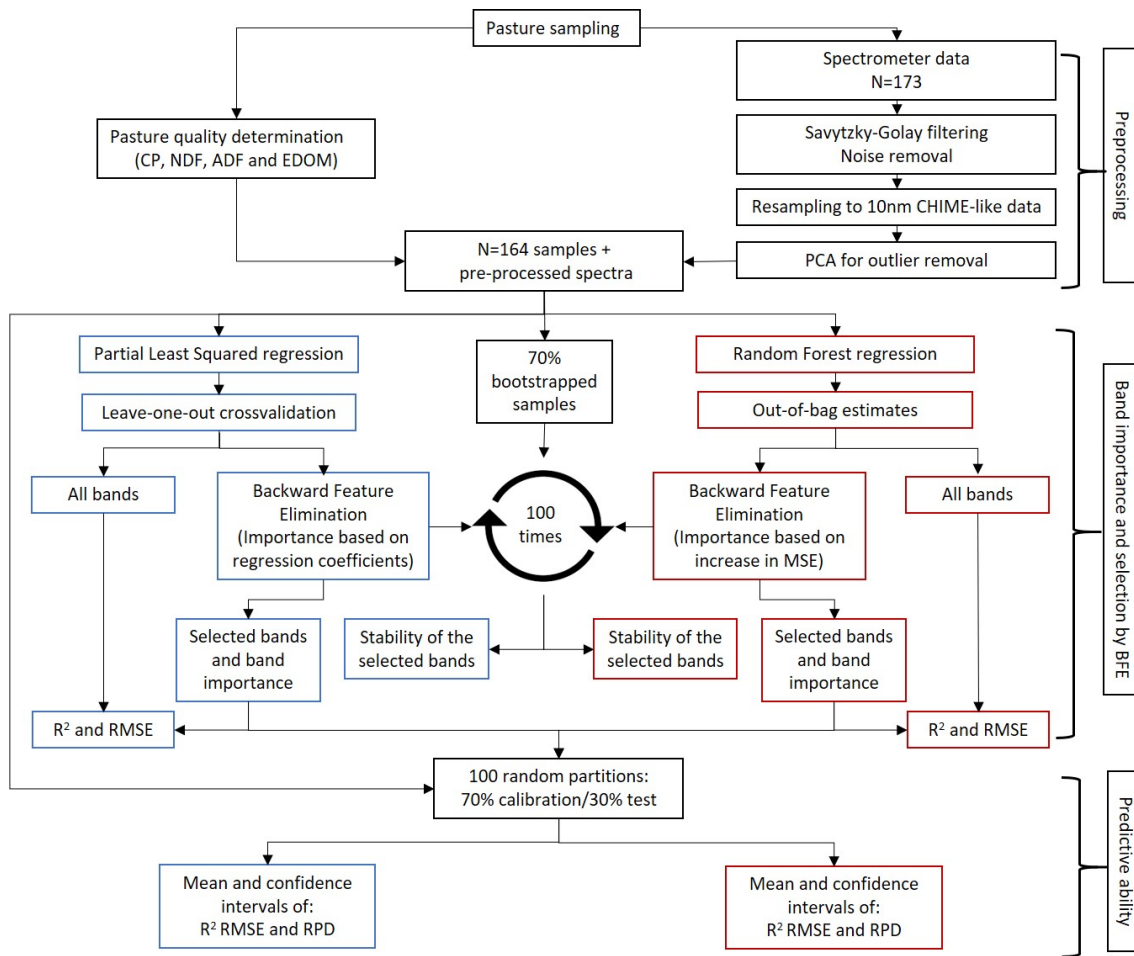 Pasture sampling
Spectrometer data
N=173
Pasture quality determination
(CP, NDF, ADF and EDOM)
Savytzky-Golay filtering
Noise removal
Resampling to 10nm CHIME-like data
N=164 samples +
pre-processed spectra
PCA for outlier removal
Preprocessing
Partial Least Squared regression
70%
bootstrapped
samples
Random Forest regression
Leave-one-out crossvalidation
Out-of-bag estimates
All bands
Backward Feature
Elimination
(Importance based on
regression coefficients)
100
times
Backward Feature
Elimination
(Importance based on
increase in MSE)
All bands
Selected bands
and band
importance
Stability of the
selected bands
Stability of the
selected bands
Selected bands
and band
importance
R² and RMSE
R² and RMSE
Band importance and selection by BFE
100 random partitions:
70% calibration/30% test
Mean and confidence
intervals of:
R² RMSE and RPD
Mean and confidence
intervals of:
R² RMSE and RPD
Predictive ability